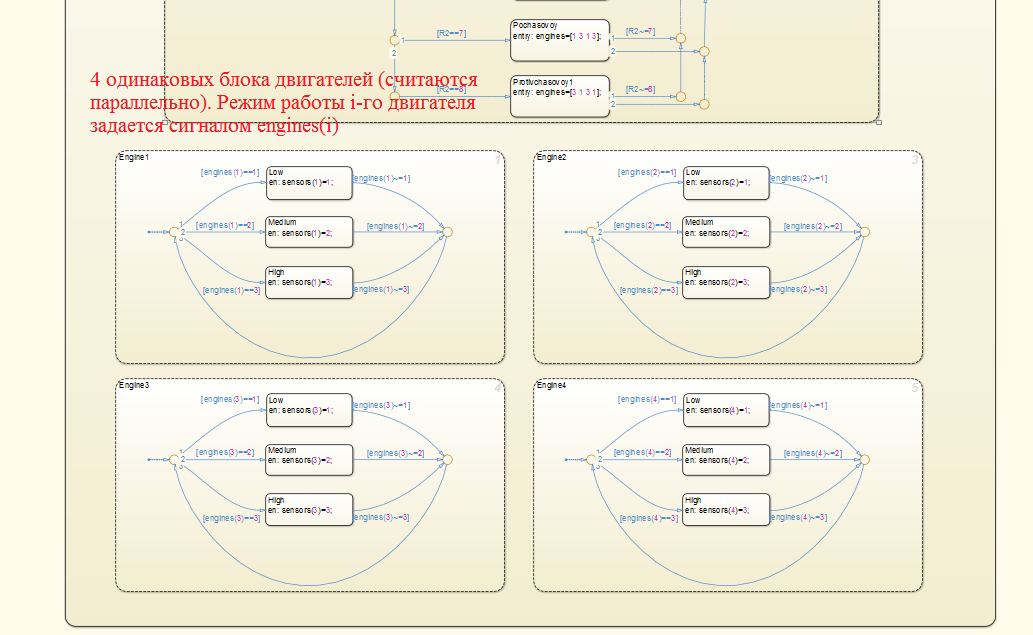 Pochasovoy
entry: engines=[1 3 1 3];
[R2==7]
1
2
1
2
[R2~=7]
Protivchasovoy1
entry: engines=[3 1 3 1];
[R2==8]
1
2
[R2~=8]
4 одинаковых блока двигателей (считаются
параллельно). Режим работы i-го двигателя
задается сигналом engines(i)
Engine1
1
[engines(1)==1]
Low
en: sensors(1)=1;
[engines(1)~=1]
1
2
3
[engines(1)==2]
Medium
en: sensors(1)=2;
[engines(1)~=2]
[engines(1)==3]
High
en: sensors(1)=3;
[engines(1)~=3]
Engine2
3
[engines(2)==1]
Low
en: sensors(2)=1;
[engines(2)~=1]
1
2
3
[engines(2)==2]
Medium
en: sensors(2)=2;
[engines(2)~=2]
[engines(2)==3]
High
en: sensors(2)=3;
[engines(2)~=3]
Engine3
4
[engines(3)==1]
Low
en: sensors(3)=1;
[engines(3)~=1]
1
2
3
[engines(3)==2]
Medium
en: sensors(3)=2;
[engines(3)~=2]
[engines(3)==3]
High
en: sensors(3)=3;
[engines(3)~=3]
Engine4
5
[engines(4)==1]
Low
en: sensors(4)=1;
[engines(4)~=1]
1
2
3
[engines(4)==2]
Medium
en: sensors(4)=2;
[engines(4)~=2]
[engines(4)==3]
High
en: sensors(4)=3;
[engines(4)~=3]